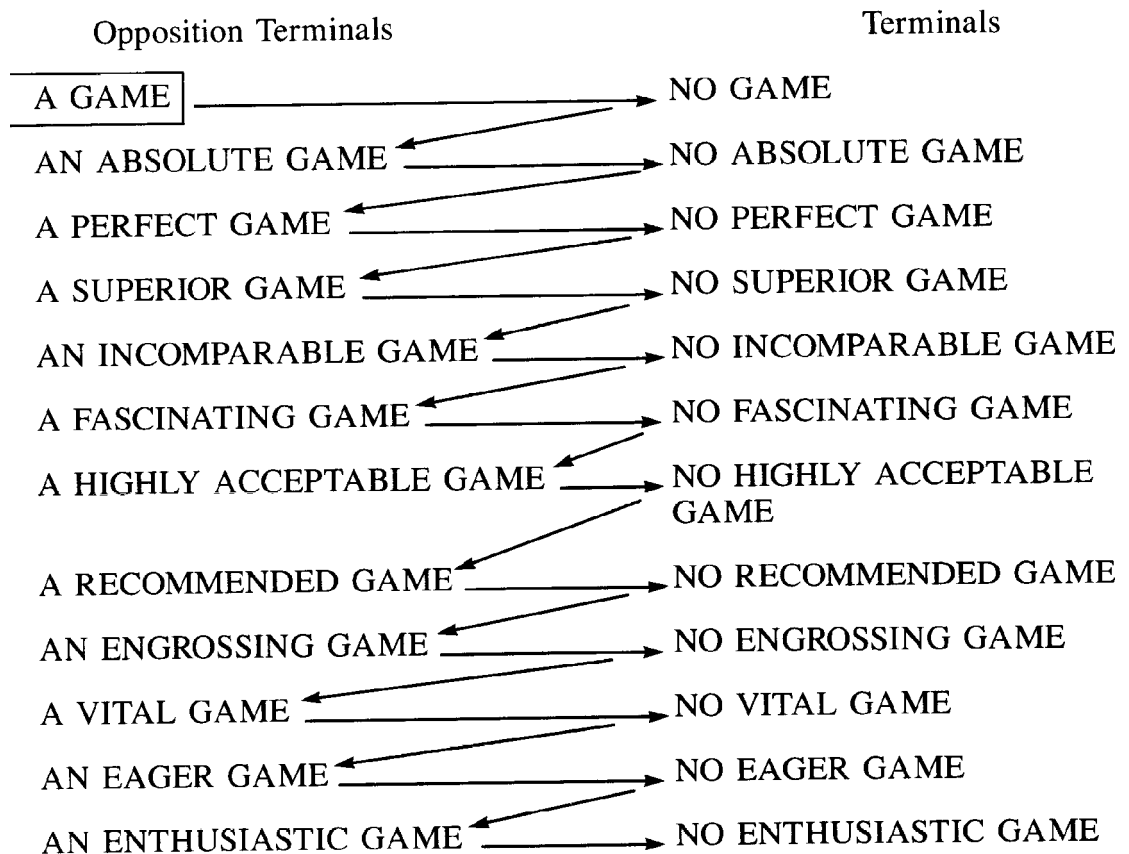 Opposition Terminals Terminals
A GAME NO GAME
AN ABSOLUTE GAME NO ABSOLUTE GAME
A PERFECT GAME NO PERFECT GAME
A SUPERIOR GAME NO SUPERIOR GAME
AN INCOMPARABLE GAME NO INCOMPARABLE GAME
A FASCINATING GAME NO FASCINATING GAME
A HIGHLY ACCEPTABLE GAME NO HIGHLY ACCEPTABLE
GAME
A RECOMMENDED GAME NO RECOMMENDED GAME
AN ENGROSSING GAME NO ENGROSSING GAME
A VITAL GAME NO VITAL GAME
AN EAGER GAME NO EAGER GAME
AN ENTHUSIASTIC GAME NO ENTHUSIASTIC GAME